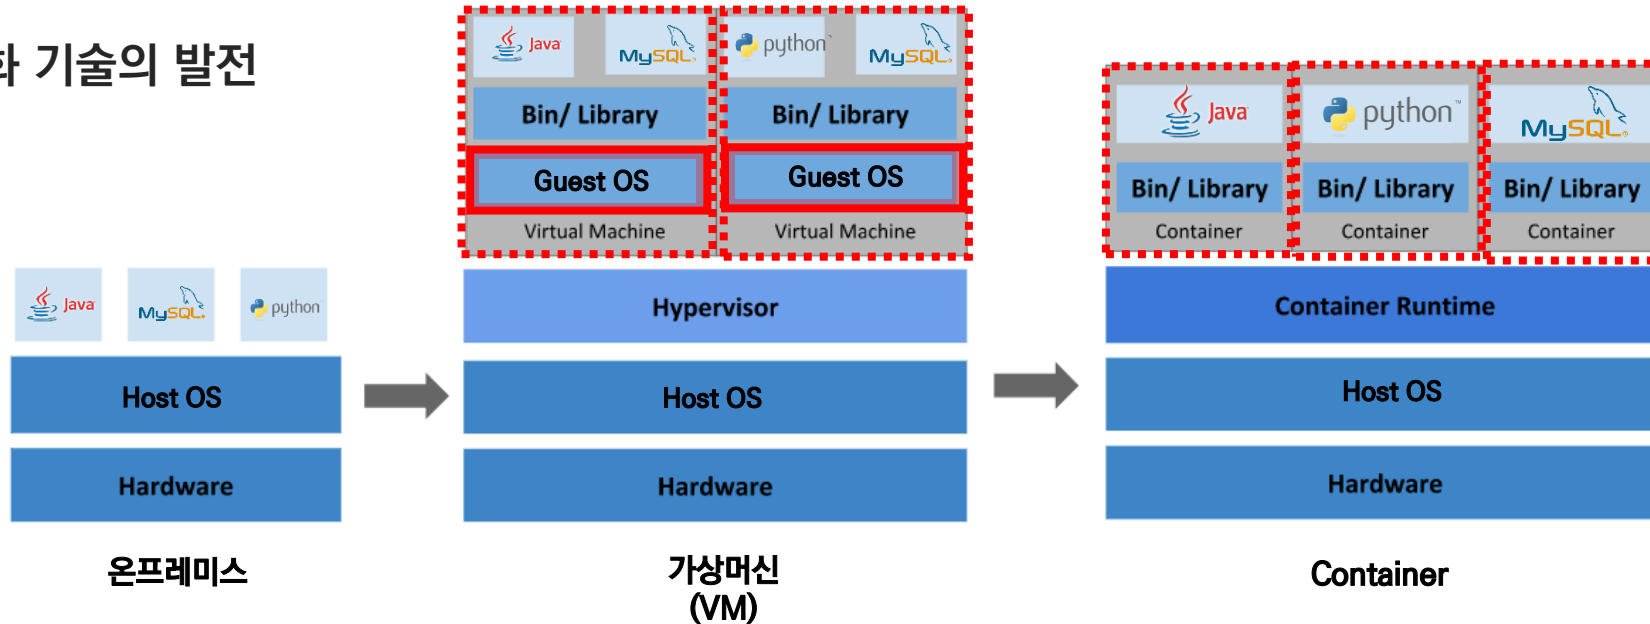 화 기술의 발전
Java
MySQL
python
MySQL
Bin/ Library
Bin/ Library
Guest OS
Guest OS
Virtual Machine
Virtual Machine
Java
python
MySQL
Bin/ Library
Bin/ Library
Bin/ Library
Container
Container
Container
Java
MySQL
python
Hypervisor
Container Runtime
Host OS
Host OS
Host OS
Hardware
Hardware
Hardware
온프레미스
가상머신
(VM)
Container